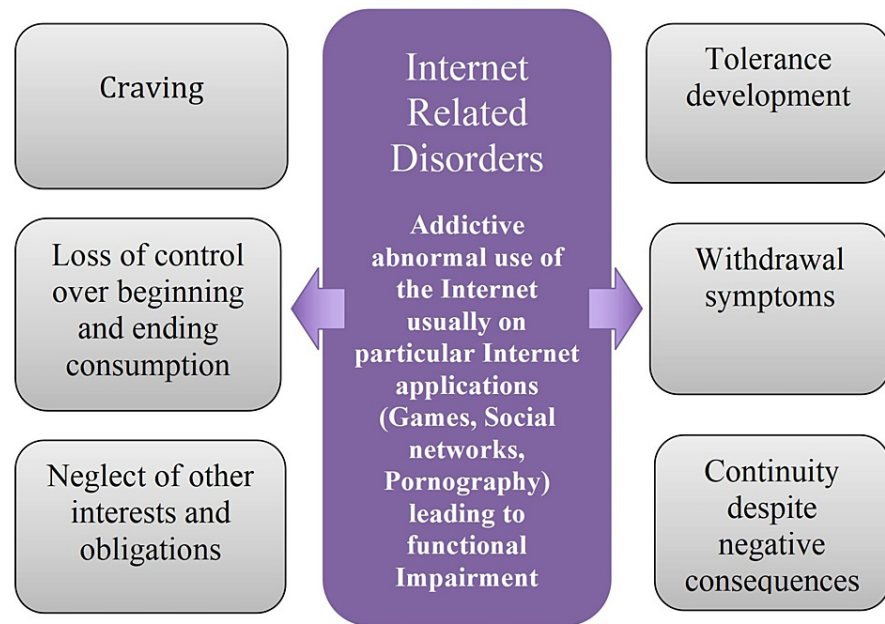 Craving
Loss of control
over beginning
and ending
consumption
Neglect of other
interests and
obligations
Internet
Related
Disorders
Addictive
abnormal use of
the Internet
usually on
particular Internet
applications
(Games, Social
networks,
Pornography)
leading to
functional
Impairment
Tolerance
development
Withdrawal
symptoms
Continuity
despite
negative
consequences